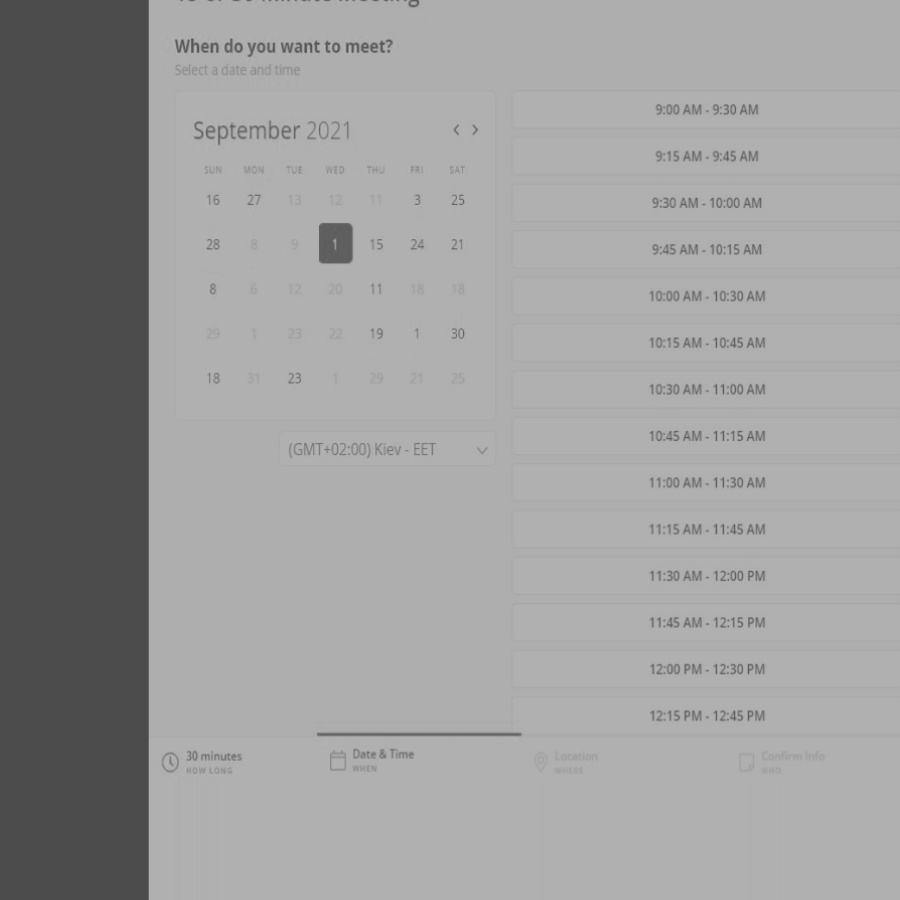 When do you want to meet?
Select a date and time
September 2021
SUN MON TUE WED THU FRI SAT
16 27 13 12 11 3 25
28 8 9 1 15 24 21
8 6 12 20 11 18 18
29 1 23 22 19 1 30
18 31 23 1 29 21 25
(GMT+02:00) Kiev - EET
9:00 AM - 9:30 AM
9:15 AM - 9:45 AM
9:30 AM - 10:00 AM
9:45 AM - 10:15 AM
10:00 AM - 10:30 AM
10:15 AM - 10:45 AM
10:30 AM - 11:00 AM
10:45 AM - 11:15 AM
11:00 AM - 11:30 AM
11:15 AM - 11:45 AM
11:30 AM - 12:00 PM
11:45 AM - 12:15 PM
12:00 PM - 12:30 PM
12:15 PM - 12:45 PM
30 minutes
HOW LONG
Date & Time
WHEN
Location
WHERE
Confirm Info
WHO